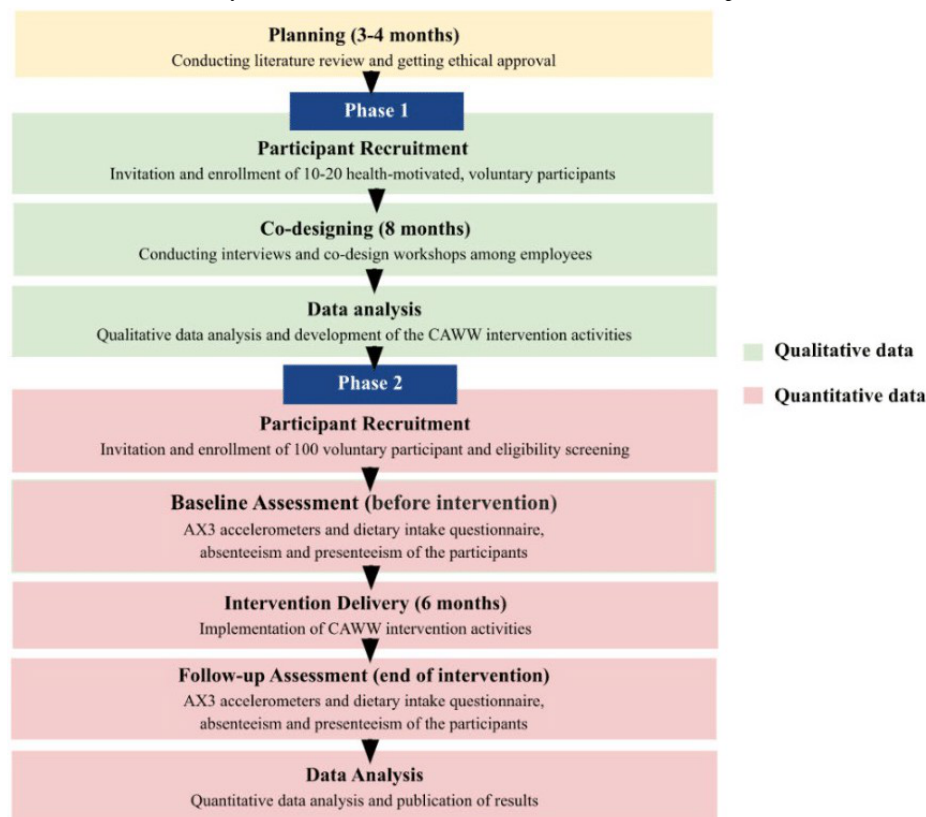 Planning (3-4 months)
Conducting literature review and getting ethical approval
Phase 1
Participant Recruitment
Invitation and enrollment of 10-20 health-motivated, voluntary participants
Co-designing (8 months)
Conducting interviews and co-design workshops among employees
Data analysis
Qualitative data analysis and development of the CAWW intervention activities
Phase 2
Participant Recruitment
Invitation and enrollment of 100 voluntary participant and eligibility screening
Baseline Assessment (before intervention)
AX3 accelerometers and dietary intake questionnaire,
absenteeism and presenteeism of the participants
Intervention Delivery (6 months)
Implementation of CAWW intervention activities
Follow-up Assessment (end of intervention)
AX3 accelerometers and dietary intake questionnaire,
absenteeism and presenteeism of the participants
Data Analysis
Quantitative data analysis and publication of results
Qualitative data
Quantitative data